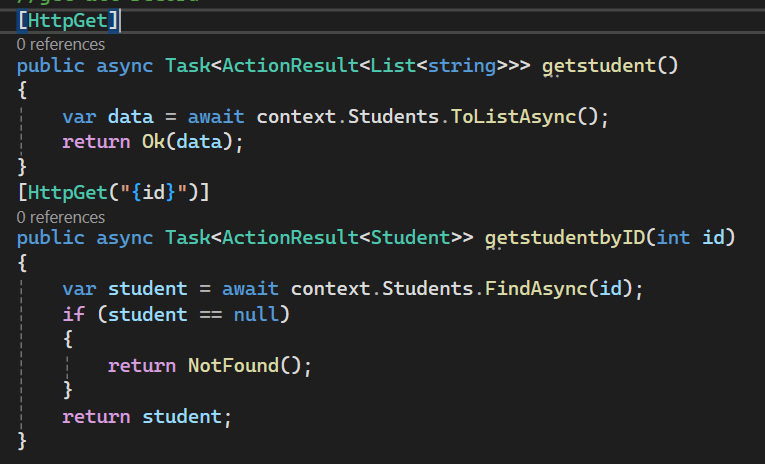 [HttpGet]
0 references
public async Task<ActionResult<List<string>>> getstudent()
{
var data = await context.Students.ToListAsync();
return Ok(data);
}
[HttpGet("{id}")]
0 references
public async Task<ActionResult<Student>> getstudentbyID(int id)
{
var student = await context.Students.FindAsync(id);
if (student == null)
{
return NotFound();
}
return student;
}